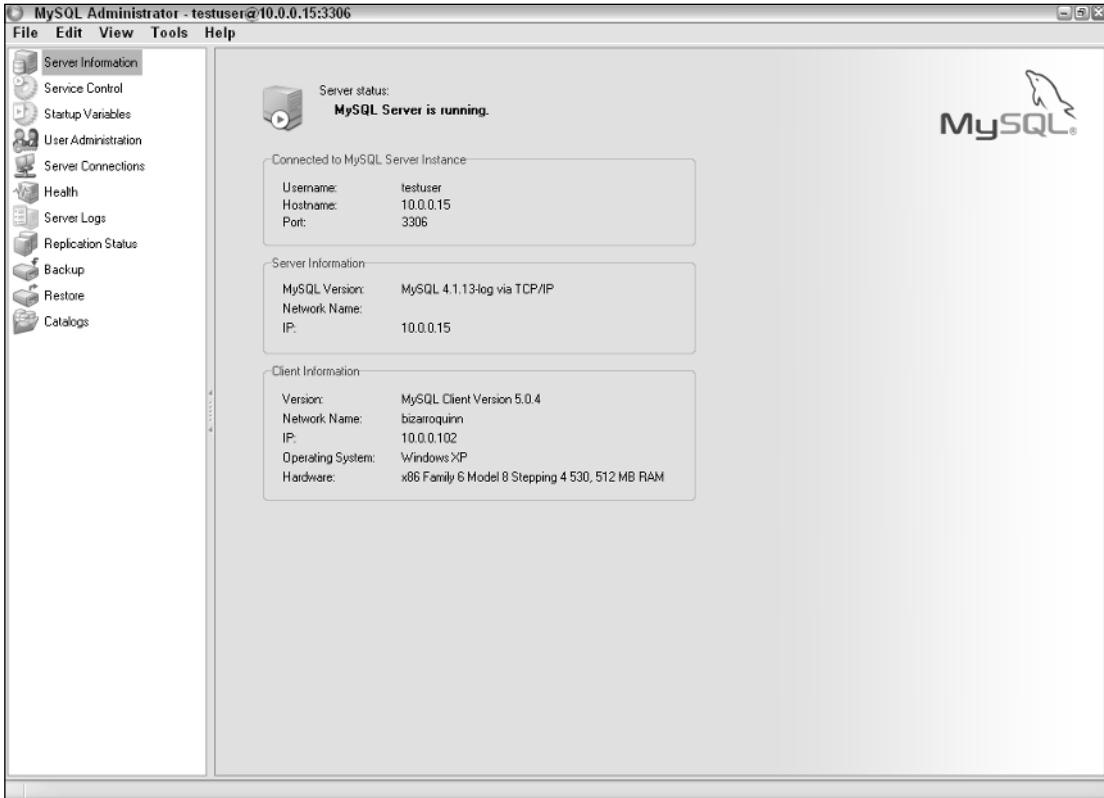 MySQL Administrator - testuser@10.0.0.15:3306
File Edit View Tools Help
Server Information
Service Control
Startup Variables
User Administration
Server Connections
Health
Server Logs
Replication Status
Backup
Restore
Catalogs
Server status:
MySQL Server is running.
MySQL®
Connected to MySQL Server Instance
Username: testuser
Hostname: 10.0.0.15
Port: 3306
Server Information
MySQL Version: MySQL 4.1.13-log via TCP/IP
Network Name:
IP: 10.0.0.15
Client Information
Version: MySQL Client Version 5.0.4
Network Name: bizarroquinn
IP: 10.0.0.102
Operating System: Windows XP
Hardware: x86 Family 6 Model 8 Stepping 4 530, 512 MB RAM